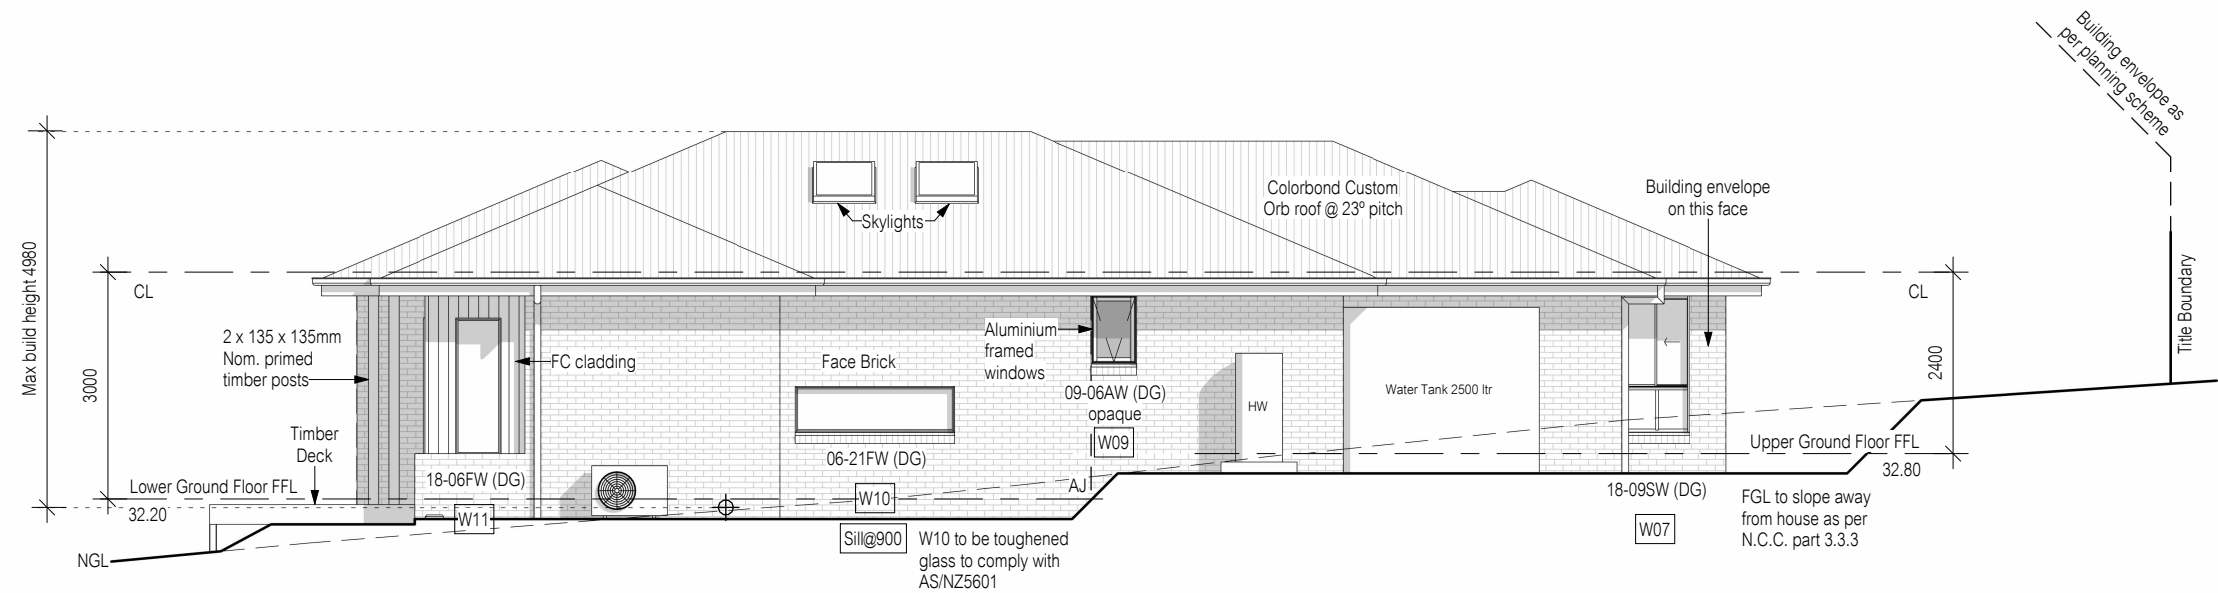 Building envelope as
per planning scheme
Max build height 4980
3000
CL
2 x 135 x 135mm
Nom. primed
timber posts
Timber
Deck
Lower Ground Floor FFL
32.20
NGL
FC cladding
18-06FW (DG)
W11
Skylights
Face Brick
06-21FW (DG)
W10
Sill@900
W10 to be toughened
glass to comply with
AS/NZ5601
Aluminium
framed
windows
09-06AW (DG)
opaque
W09
AJ
Colorbond Custom
Orb roof @ 23º pitch
HW
Water Tank 2500 ltr
Building envelope
on this face
18-09SW (DG)
W07
Upper Ground Floor FFL
32.80
FGL to slope away
from house as per
N.C.C. part 3.3.3
CL
2400
Title Boundary